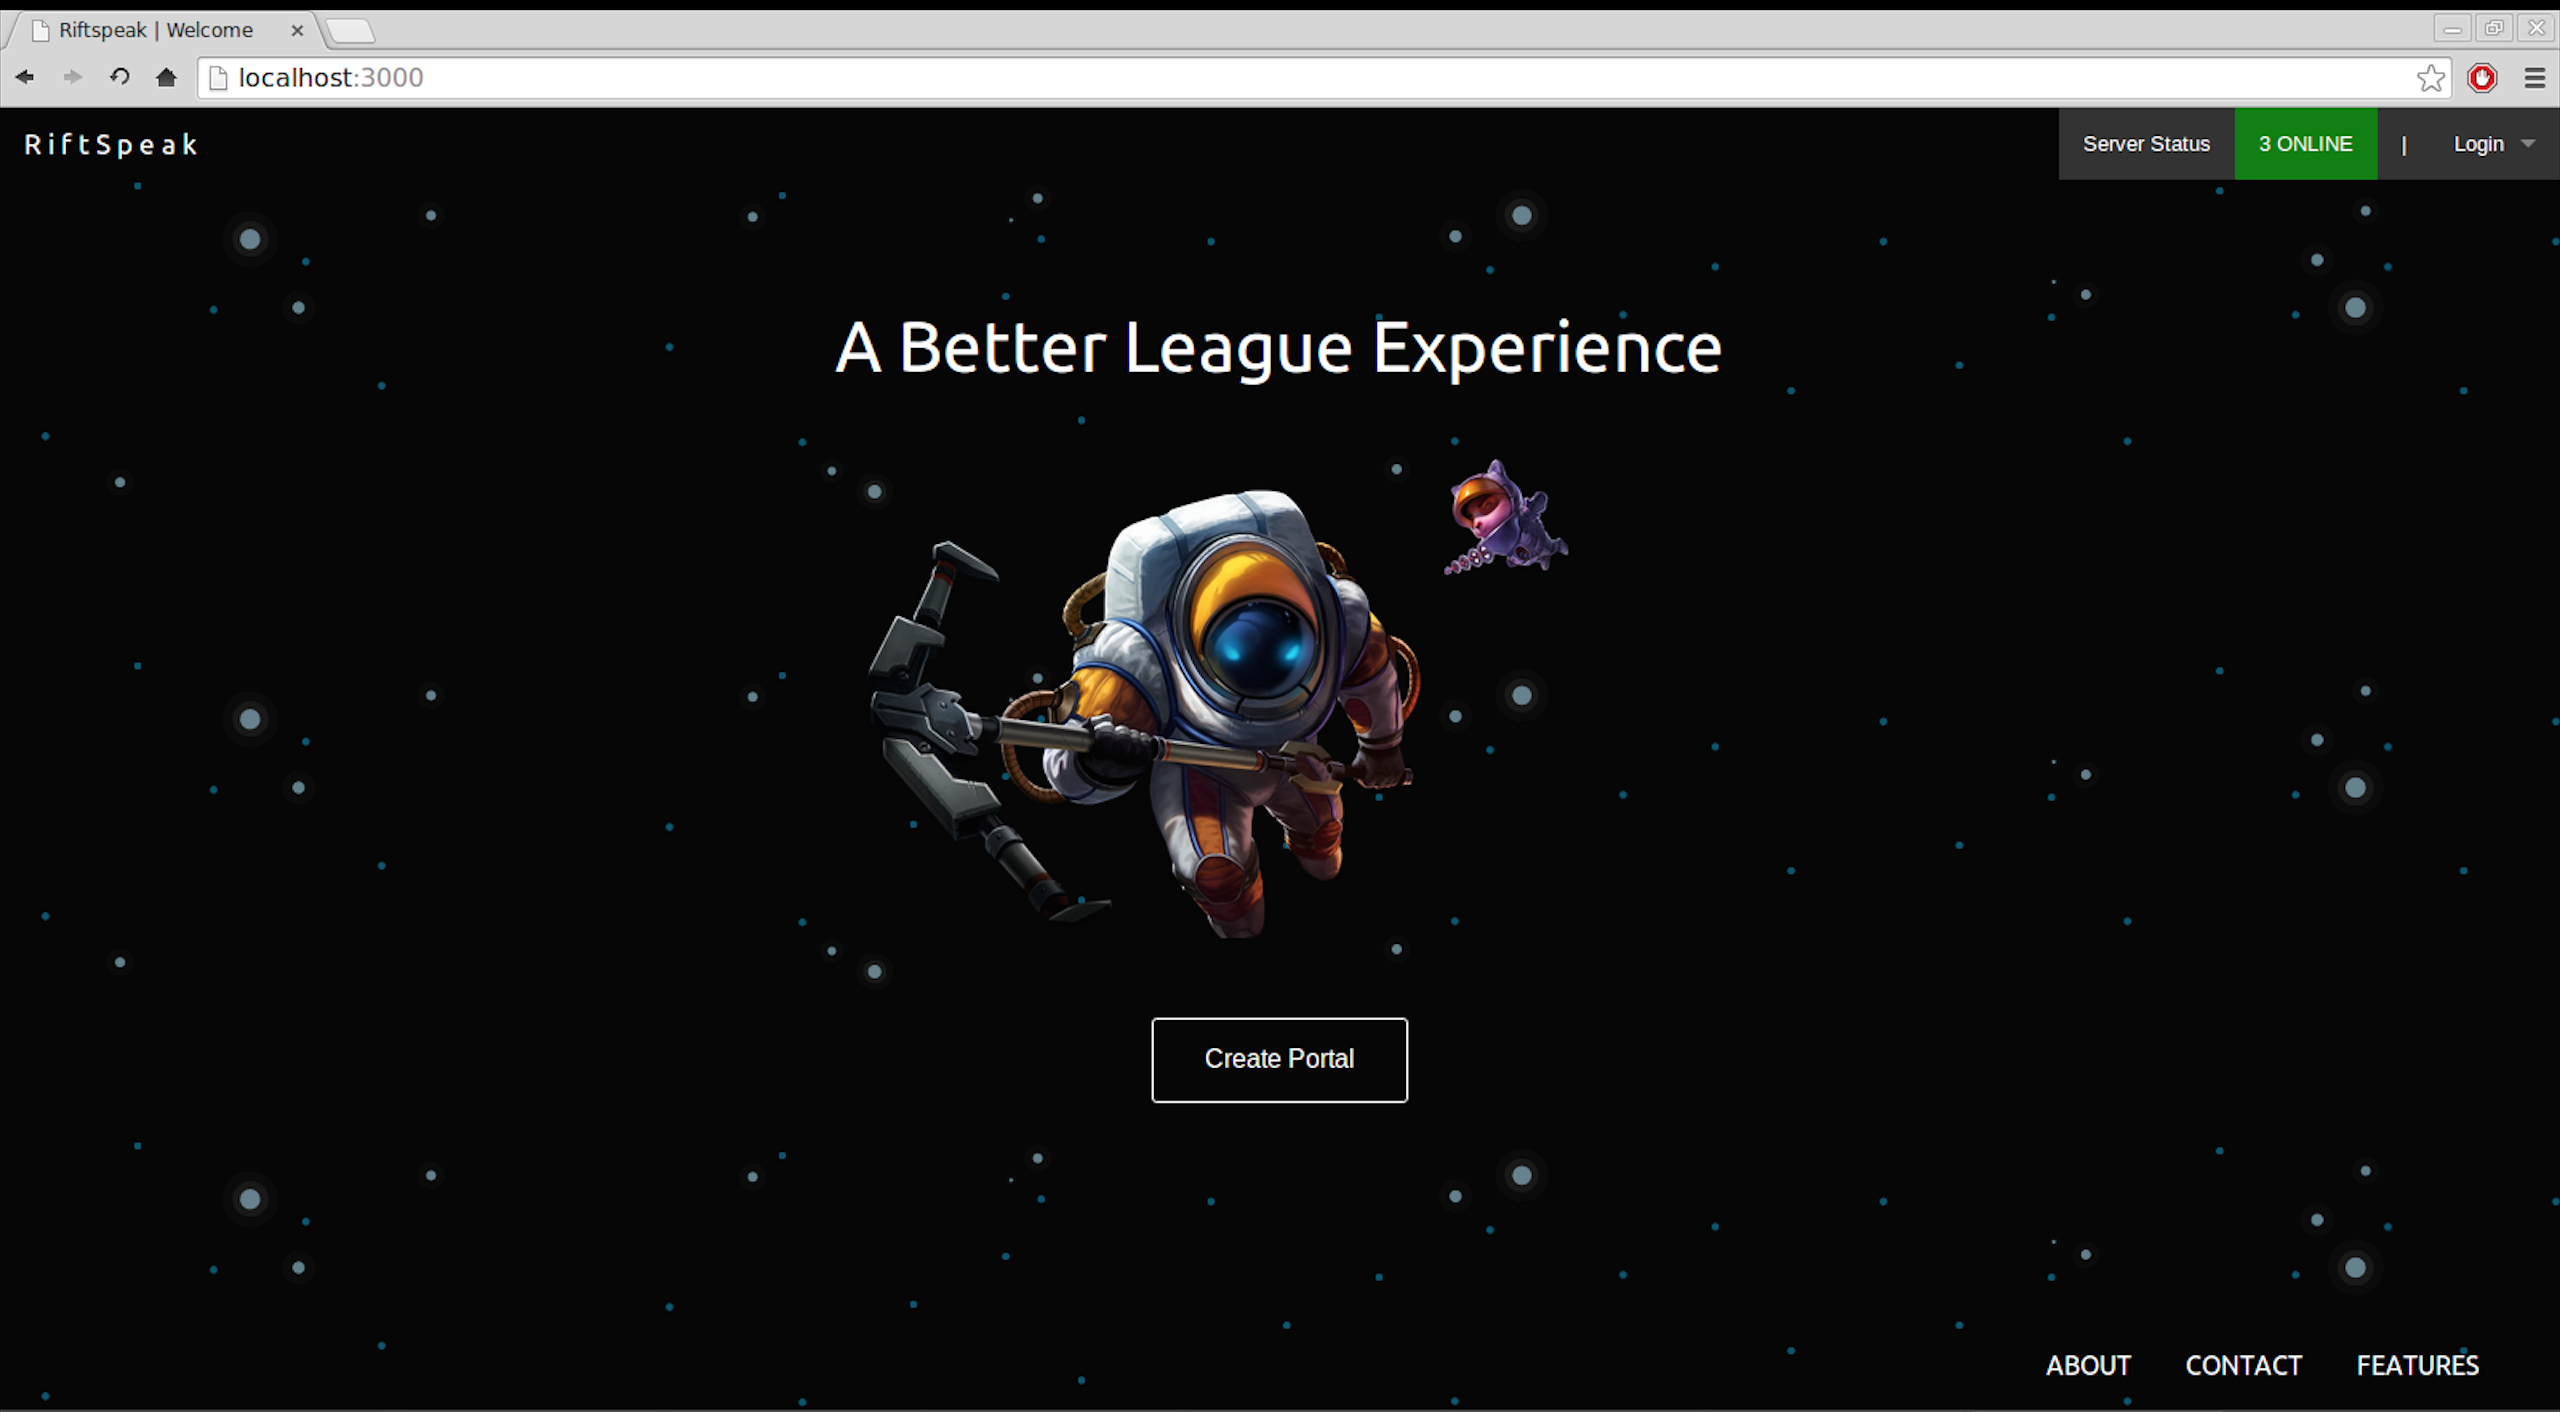 Riftspeak | Welcome
localhost:3000
RiftSpeak
Server Status 3 ONLINE | Login
A Better League Experience
Create Portal
ABOUT CONTACT FEATURES